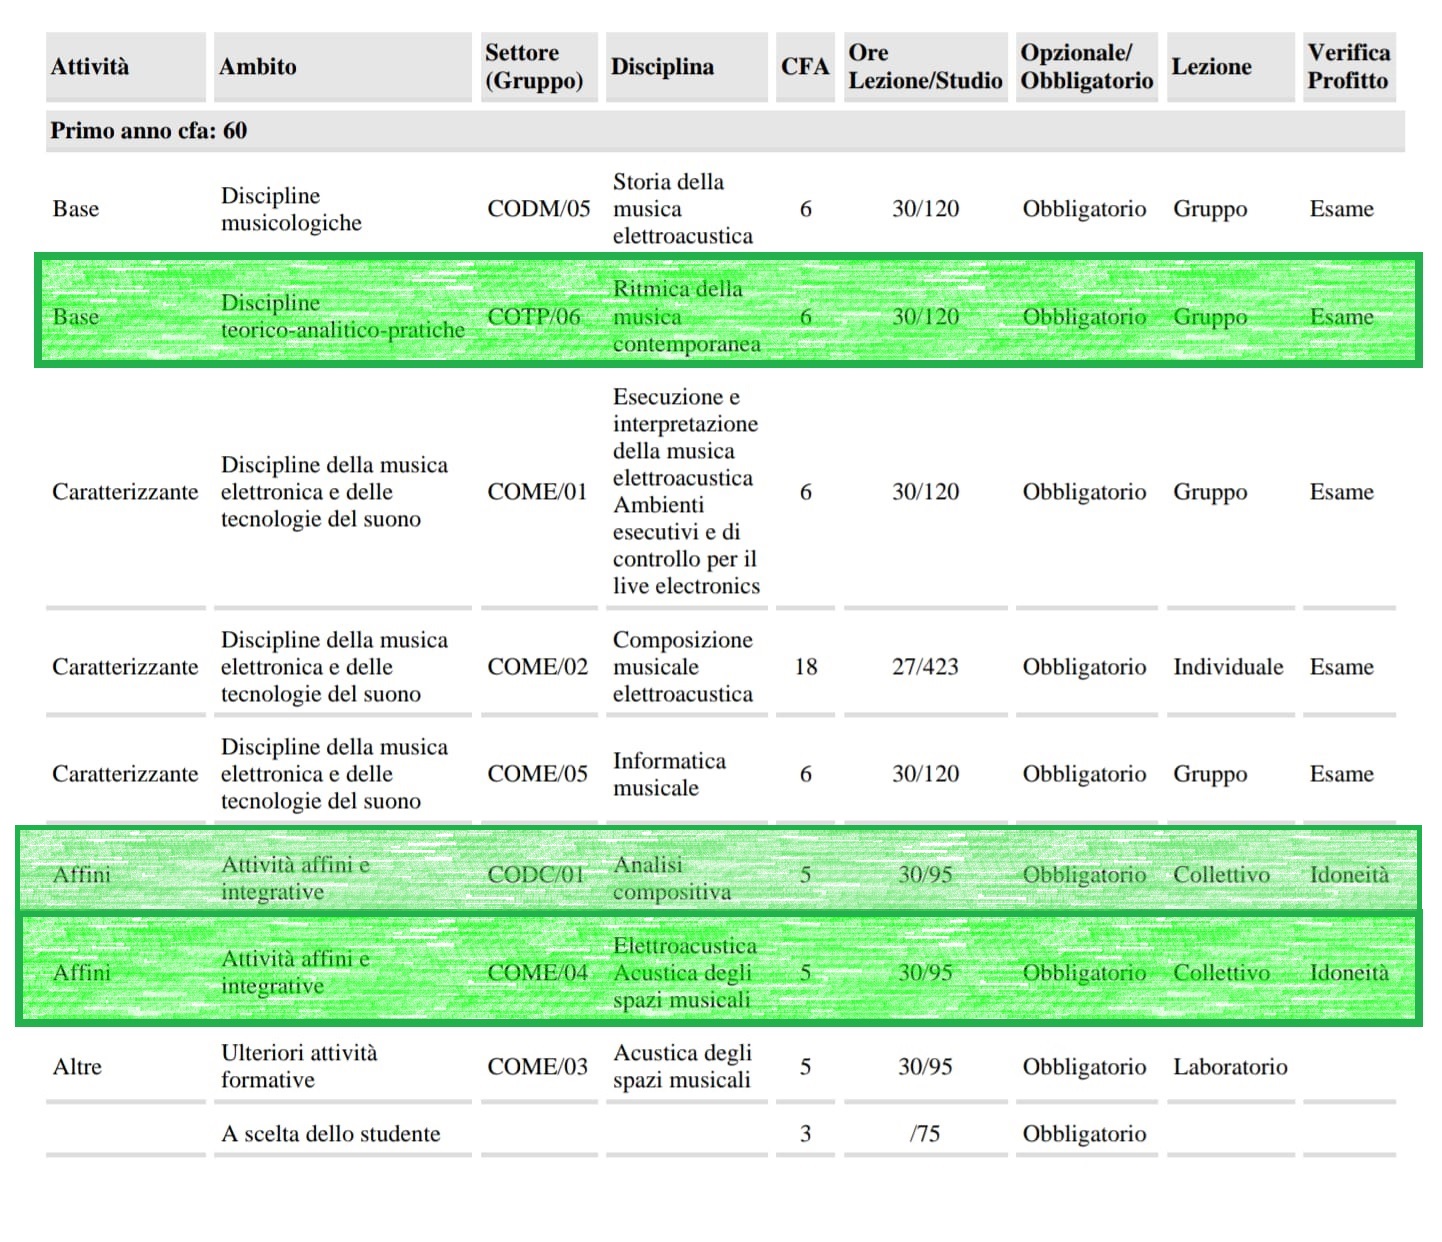 Attività Ambito Settore (Gruppo) Disciplina CFA Ore Lezione/Studio Opzionale/ Obbligatorio Lezione Verifica Profitto
Primo anno cfa: 60
Base Discipline musicologiche CODM/05 Storia della musica elettroacustica 6 30/120 Obbligatorio Gruppo Esame
Base Discipline teorico-analitico-pratiche COTP/06 Ritmica della musica contemporanea 6 30/120 Obbligatorio Gruppo Esame
Caratterizzante Discipline della musica elettronica e delle tecnologie del suono COME/01 Esecuzione e interpretazione della musica elettroacustica Ambienti esecutivi e di controllo per il live electronics 6 30/120 Obbligatorio Gruppo Esame
Caratterizzante Discipline della musica elettronica e delle tecnologie del suono COME/02 Composizione musicale elettroacustica 18 27/423 Obbligatorio Individuale Esame
Caratterizzante Discipline della musica elettronica e delle tecnologie del suono COME/05 Informatica musicale 6 30/120 Obbligatorio Gruppo Esame
Affini Attività affini e integrative CODC/01 Analisi compositiva 5 30/95 Obbligatorio Collettivo Idoneità
Affini Attività affini e integrative COME/04 Elettroacustica Acustica degli spazi musicali 5 30/95 Obbligatorio Collettivo Idoneità
Altre Ulteriori attività formative COME/03 Acustica degli spazi musicali 5 30/95 Obbligatorio Laboratorio
A scelta dello studente 3 /75 Obbligatorio